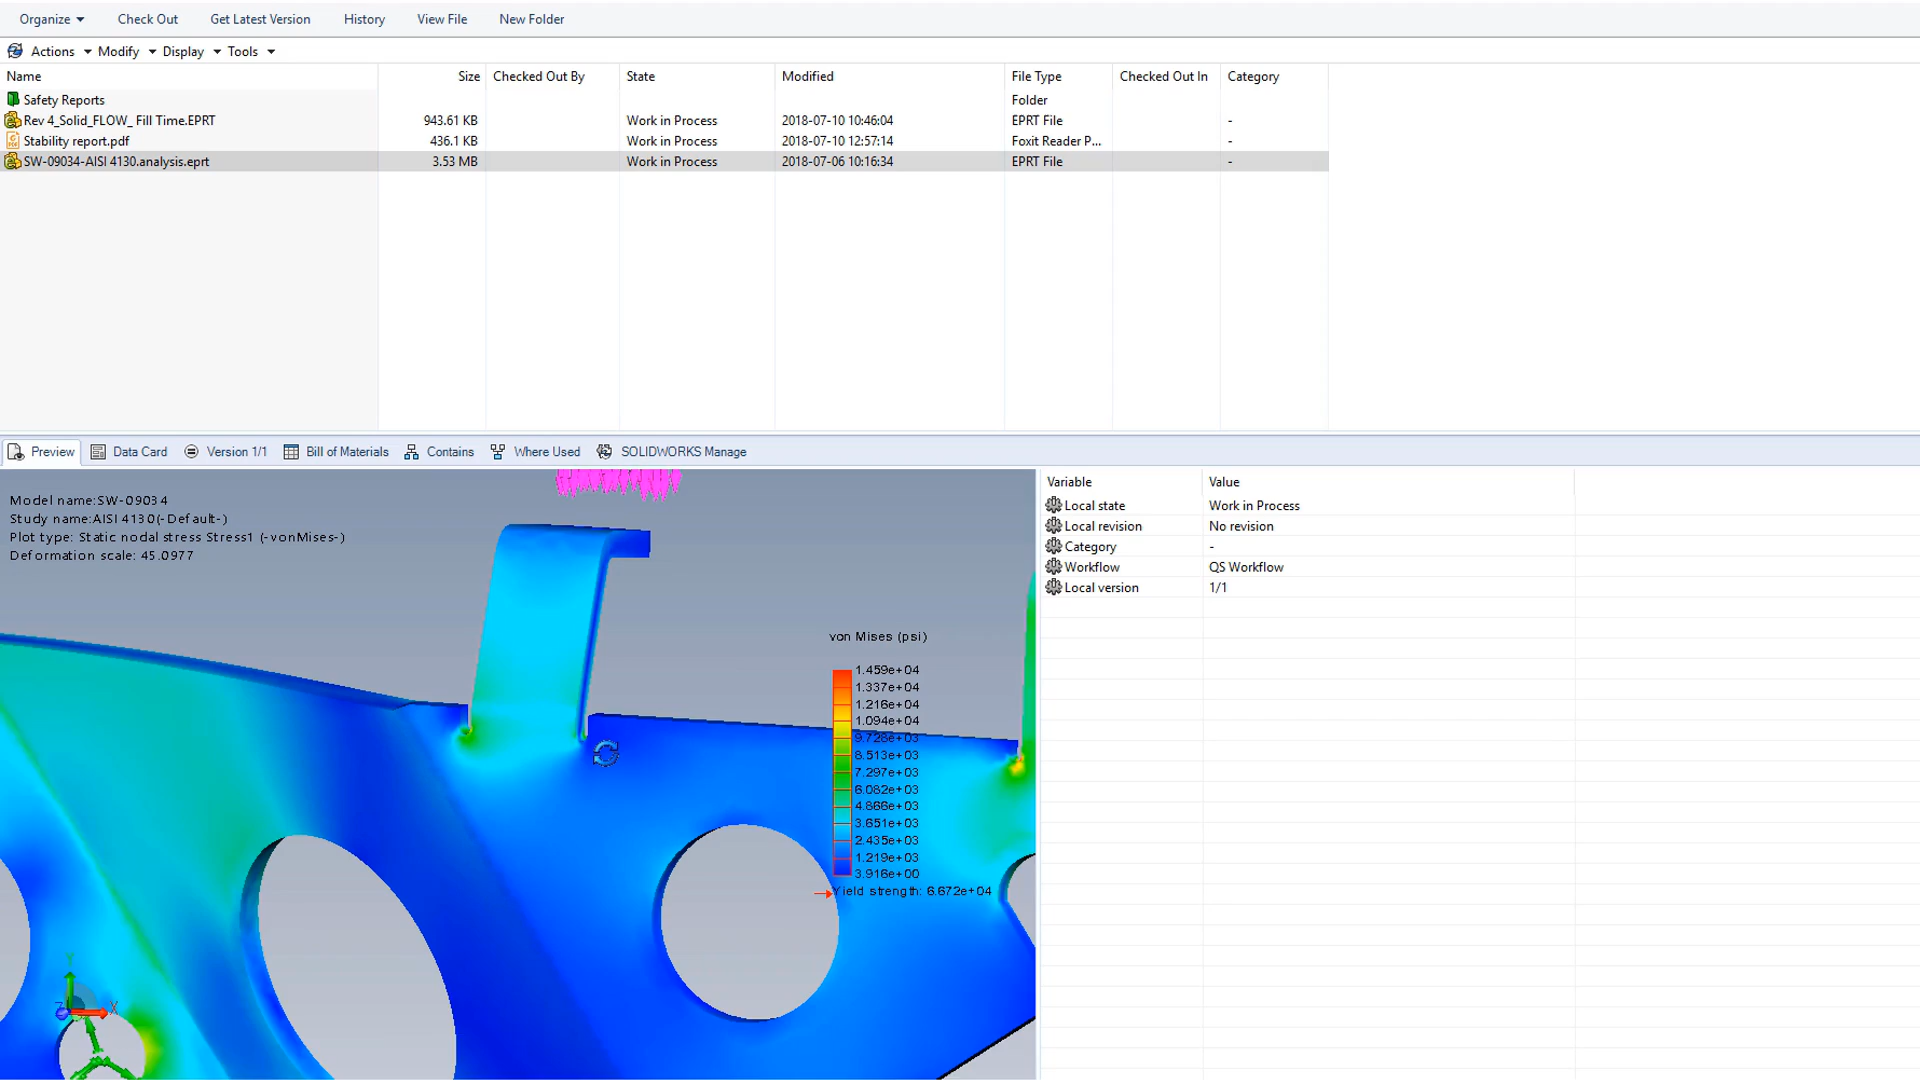 Organize Check Out Get Latest Version History View File New Folder
Actions Modify Display Tools
Name Size Checked Out By State Modified File Type Checked Out In Category
Safety Reports Folder
Rev 4_Solid_FLOW_ Fill Time.EPRT 943.61 KB Work in Process 2018-07-10 10:46:04 EPRT File -
Stability report.pdf 436.1 KB Work in Process 2018-07-10 12:57:14 Foxit Reader P... -
SW-09034-AISI 4130.analysis.eprt 3.53 MB Work in Process 2018-07-06 10:16:34 EPRT File -
Preview Data Card Version 1/1 Bill of Materials Contains Where Used SOLIDWORKS Manage
Model name:SW-09034
Study name:AISI 4130(-Default-)
Plot type: Static nodal stress Stress1 (-vonMises-)
Deformation scale: 45.0977
von Mises (psi)
1.459e+04
1.337e+04
1.216e+04
1.094e+04
9.728e+03
8.513e+03
7.297e+03
6.082e+03
4.866e+03
3.651e+03
2.435e+03
1.219e+03
3.916e+00
Yield strength: 6.672e+04
Y
Z X
Variable Value
Local state Work in Process
Local revision No revision
Category -
Workflow QS Workflow
Local version 1/1